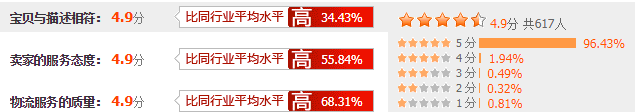 宝贝与描述相符： 4.9分 比同行业平均水平 高 34.43%
卖家的服务态度： 4.9分 比同行业平均水平 高 55.84%
物流服务的质量： 4.9分 比同行业平均水平 高 68.31%
4.9分 共617人
5 分 96.43%
4 分 1.94%
3 分 0.49%
2 分 0.32%
1 分 0.81%